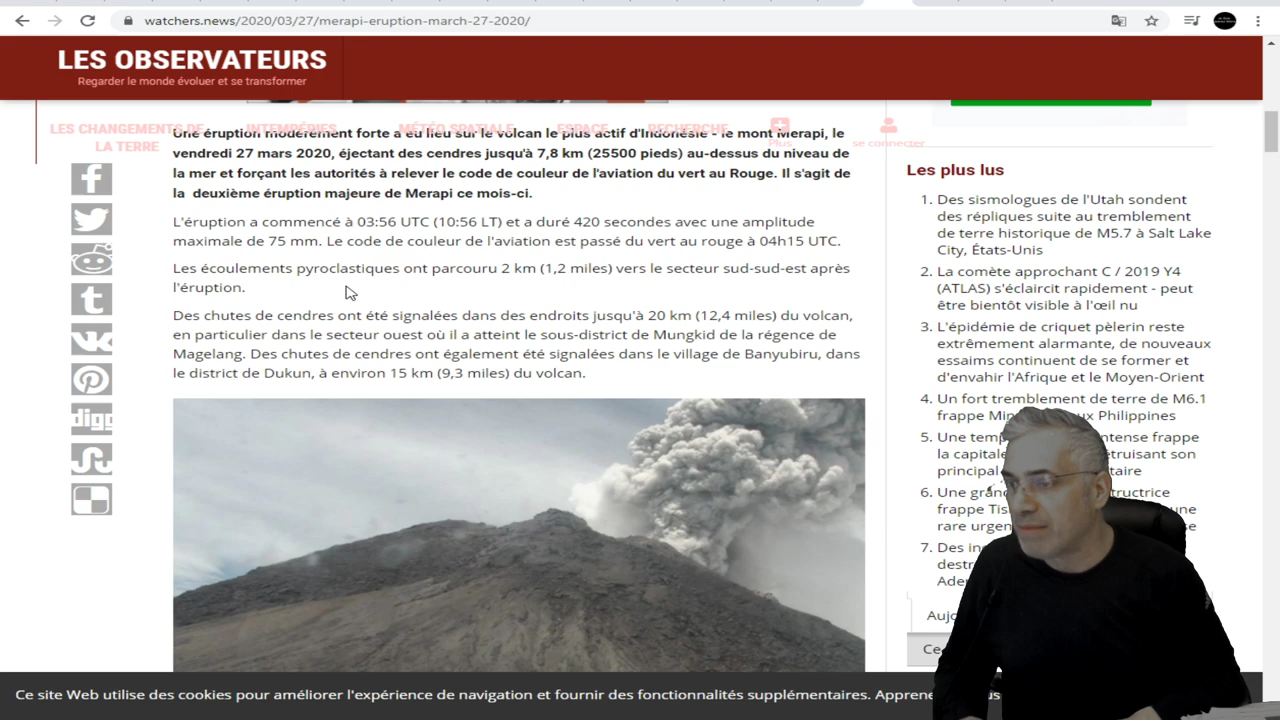 watchers.news/2020/03/27/merapi-eruption-march-27-2020/
LES OBSERVATEURS
Regarder le monde évoluer et se transformer
LES CHANGEMENTS DE
LA TERRE
INTEMPÉRIES
MÉTÉO SPATIALE
ESPACE
RECHERCHE
Plus
se connecter
Une éruption modérément forte a eu lieu sur le volcan le plus actif d'Indonésie - le mont Merapi, le
vendredi 27 mars 2020, éjectant des cendres jusqu'à 7,8 km (25500 pieds) au-dessus du niveau de
la mer et forçant les autorités à relever le code de couleur de l'aviation du vert au Rouge. Il s'agit de
la deuxième éruption majeure de Merapi ce mois-ci.
L'éruption a commencé à 03:56 UTC (10:56 LT) et a duré 420 secondes avec une amplitude
maximale de 75 mm. Le code de couleur de l'aviation est passé du vert au rouge à 04h15 UTC.
Les écoulements pyroclastiques ont parcouru 2 km (1,2 miles) vers le secteur sud-sud-est après
l'éruption.
Des chutes de cendres ont été signalées dans des endroits jusqu'à 20 km (12,4 miles) du volcan,
en particulier dans le secteur ouest où il a atteint le sous-district de Mungkid de la régence de
Magelang. Des chutes de cendres ont également été signalées dans le village de Banyubiru, dans
le district de Dukun, à environ 15 km (9,3 miles) du volcan.
digg
Les plus lus
1. Des sismologues de l'Utah sondent
des répliques suite au tremblement
de terre historique de M5.7 à Salt Lake
City, États-Unis
2. La comète approchant C / 2019 Y4
(ATLAS) s'éclaircit rapidement - peut
être bientôt visible à l'œil nu
3. L'épidémie de criquet pèlerin reste
extrêmement alarmante, de nouveaux
essaims continuent de se former et
d'envahir l'Afrique et le Moyen-Orient
4. Un fort tremblement de terre de M6.1
frappe Philippines
5. Une frappe
la capitale son
principal
6. Une
frappe une
rare
7. Des
Ce site Web utilise des cookies pour améliorer l'expérience de navigation et fournir des fonctionnalités supplémentaires.